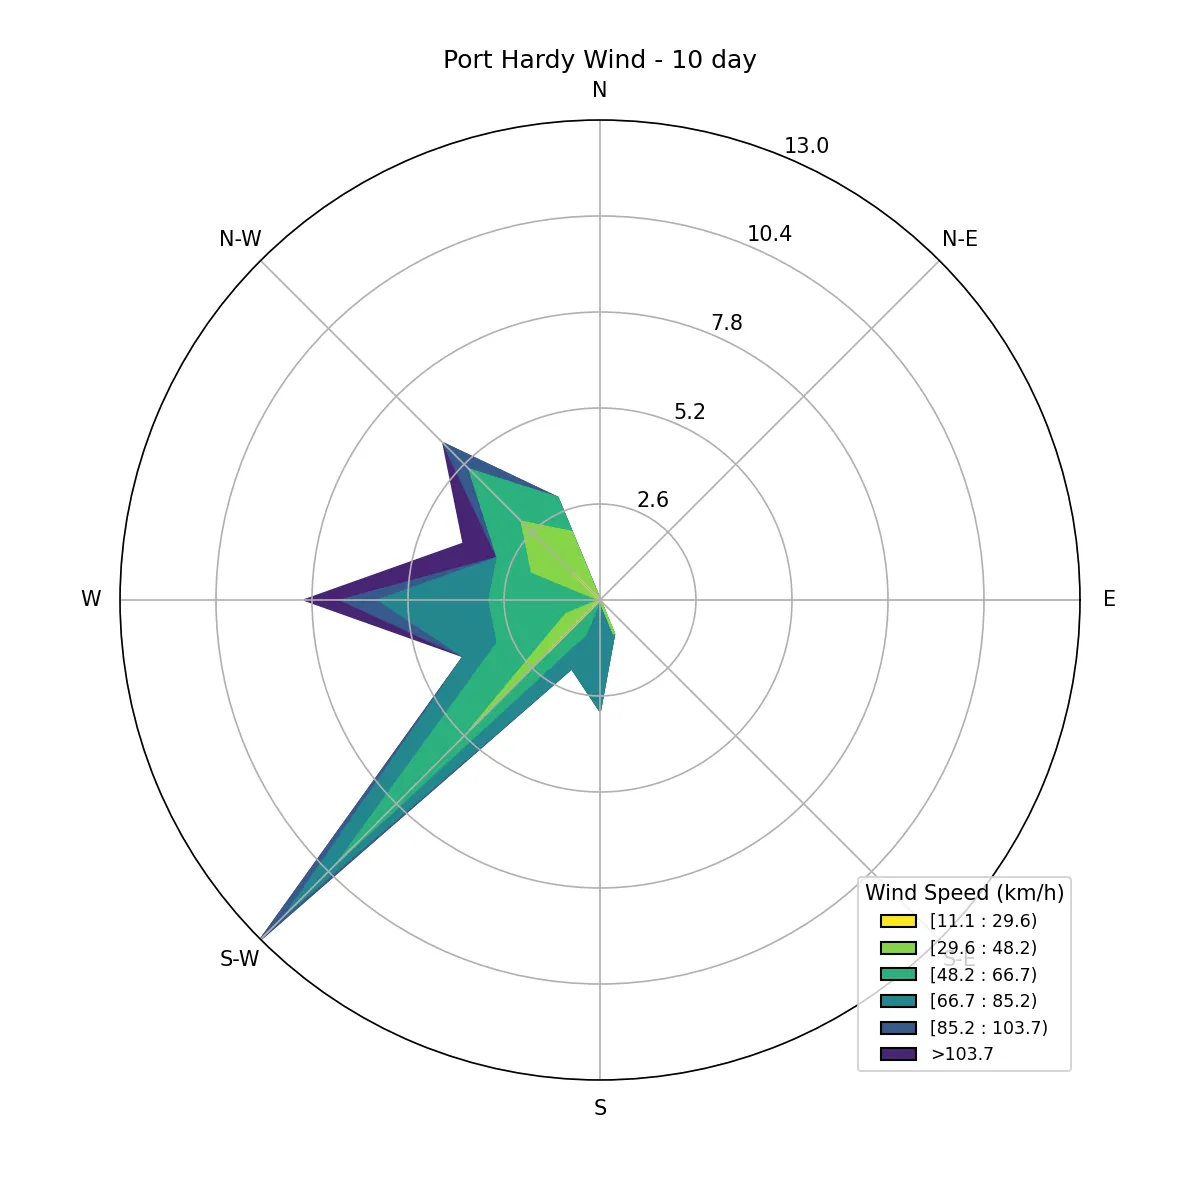 Port Hardy Wind - 10 day
N
13.0
10.4
N-W
N-E
7.8
5.2
2.6
W
E
Wind Speed (km/h)
[11.1 : 29.6)
[29.6 : 48.2)
S-W
S-E
[48.2 : 66.7)
[66.7 : 85.2)
[85.2 : 103.7)
>103.7
S